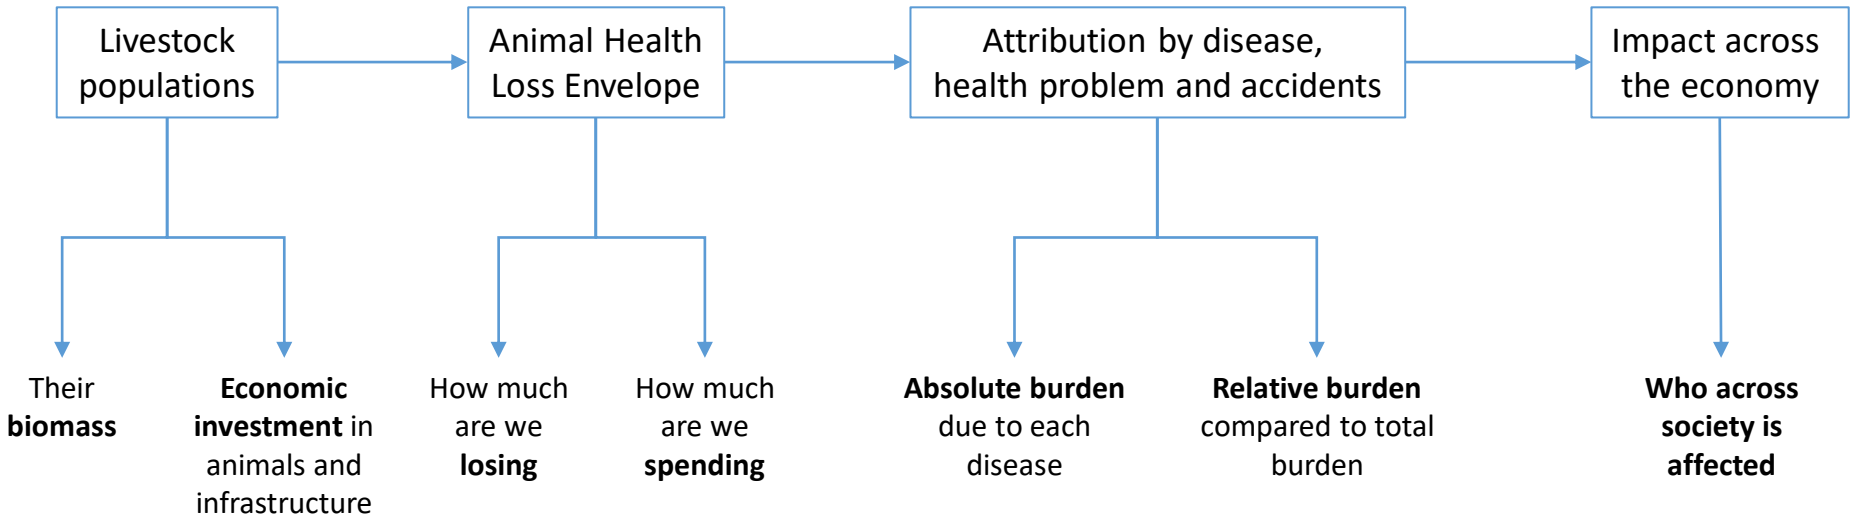 Livestock
populations
Animal Health
Loss Envelope
Attribution by disease,
health problem and accidents
Impact across
the economy
Their
biomass
Economic
investment in
animals and
infrastructure
How much
are we
losing
How much
are we
spending
Absolute burden
due to each
disease
Relative burden
compared to total
burden
Who across
society is
affected